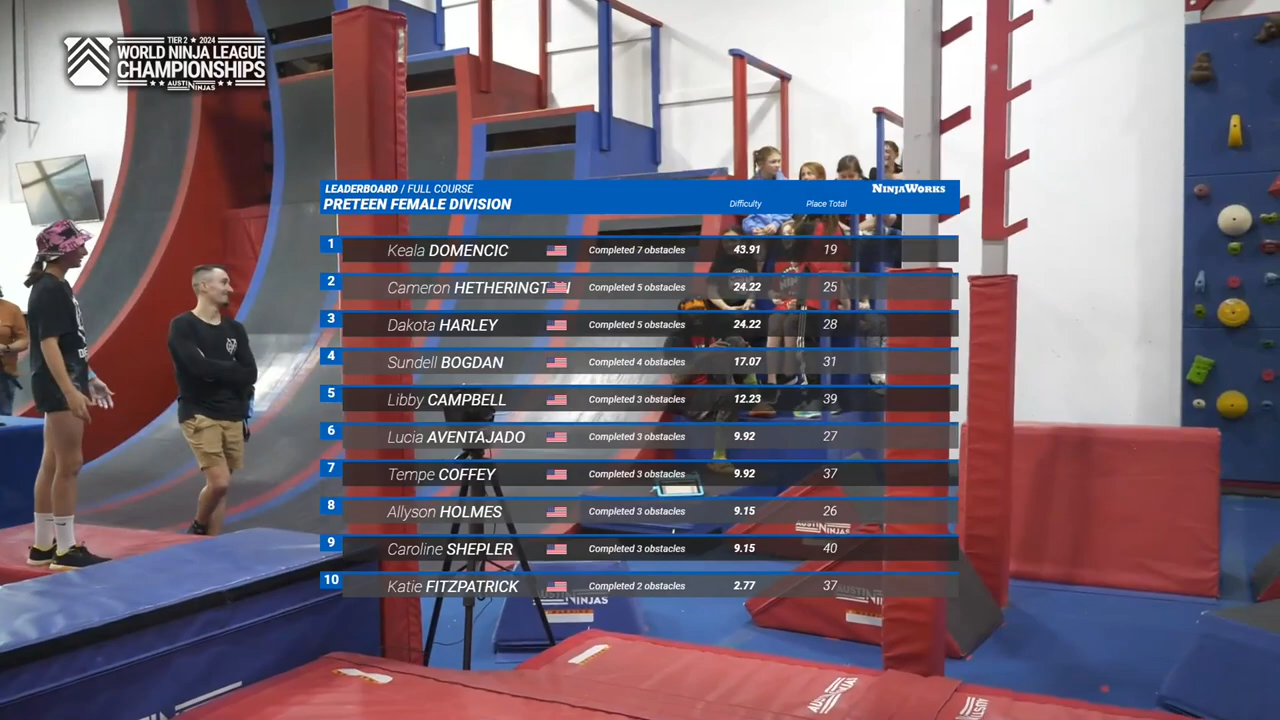 TIER 2 ★ 2024
WORLD NINJA LEAGUE
CHAMPIONSHIPS
AUSTIN NINJAS
LEADERBOARD / FULL COURSE
NINJAWORKS
PRETEEN FEMALE DIVISION
Difficulty
Place Total
1 Keala DOMENCIC Completed 7 obstacles 43.91 19
2 Cameron Completed 5 obstacles 24.22 25
3 Dakota HARLEY Completed 5 obstacles 24.22 28
4 Sundell BOGDAN Completed 4 obstacles 17.07 31
5 Libby CAMPBELL Completed 3 obstacles 12.23 39
6 Lucia AVENTAJADO Completed 3 obstacles 9.92 27
7 Tempe COFFEY Completed 3 obstacles 9.92 37
8 Allyson HOLMES Completed 3 obstacles 9.15 26
9 Caroline SHEPLER Completed 3 obstacles 9.15 40
10 Katie FITZPATRICK Completed 2 obstacles 2.77 37
AUSTIN NINJAS
AUSTIN NINJAS